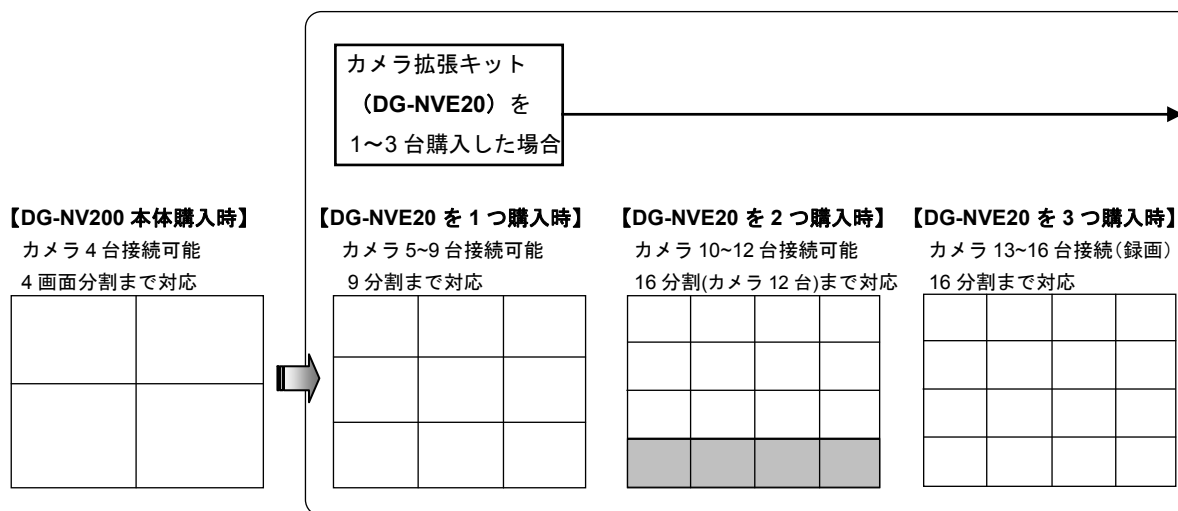 カメラ拡張キット
（DG-NVE20）を
1～3 台購入した場合
【DG-NV200 本体購入時】
カメラ 4 台接続可能
4 画面分割まで対応
【DG-NVE20 を 1 つ購入時】
カメラ 5~9 台接続可能
9 分割まで対応
【DG-NVE20 を 2 つ購入時】
カメラ 10~12 台接続可能
16 分割(カメラ 12 台)まで対応
【DG-NVE20 を 3 つ購入時】
カメラ 13~16 台接続(録画)
16 分割まで対応